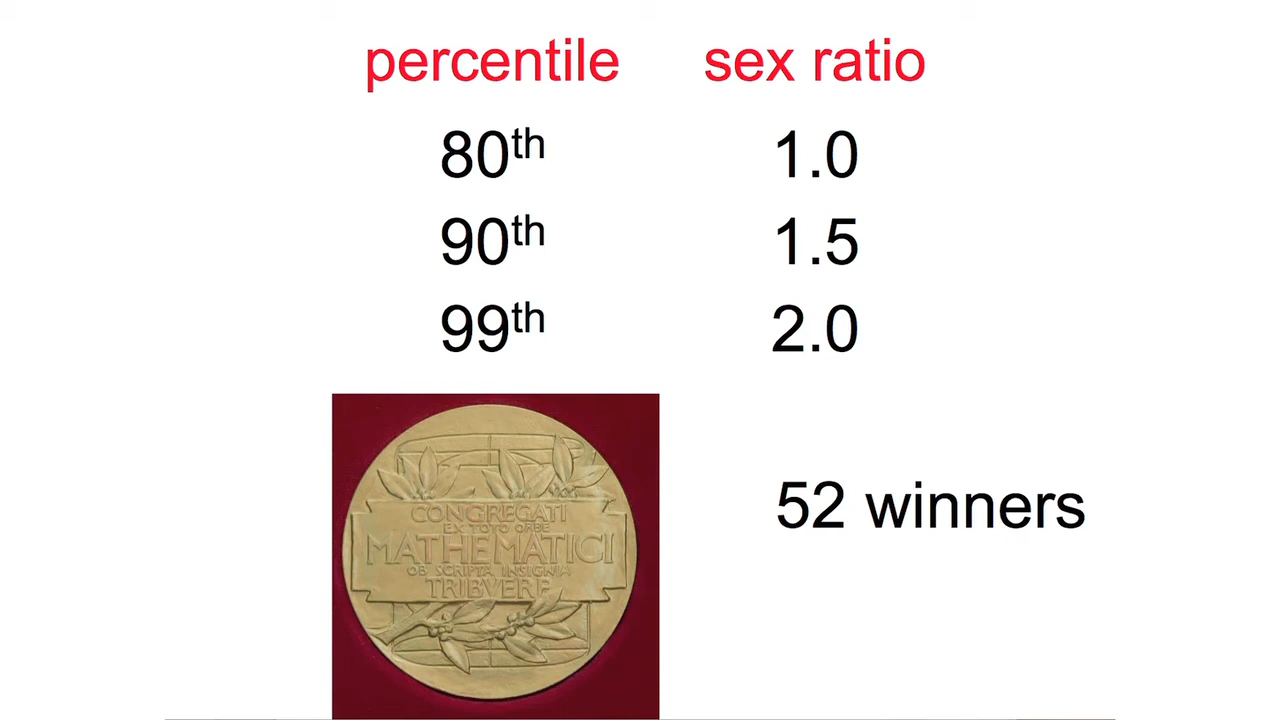 percentile sex ratio
80th 1.0
90th 1.5
99th 2.0
CONGREGATI
EX TOTO ORBE
MATHEMATICI
OB SCRIPTA INSIGNIA
TRIBVERE
52 winners